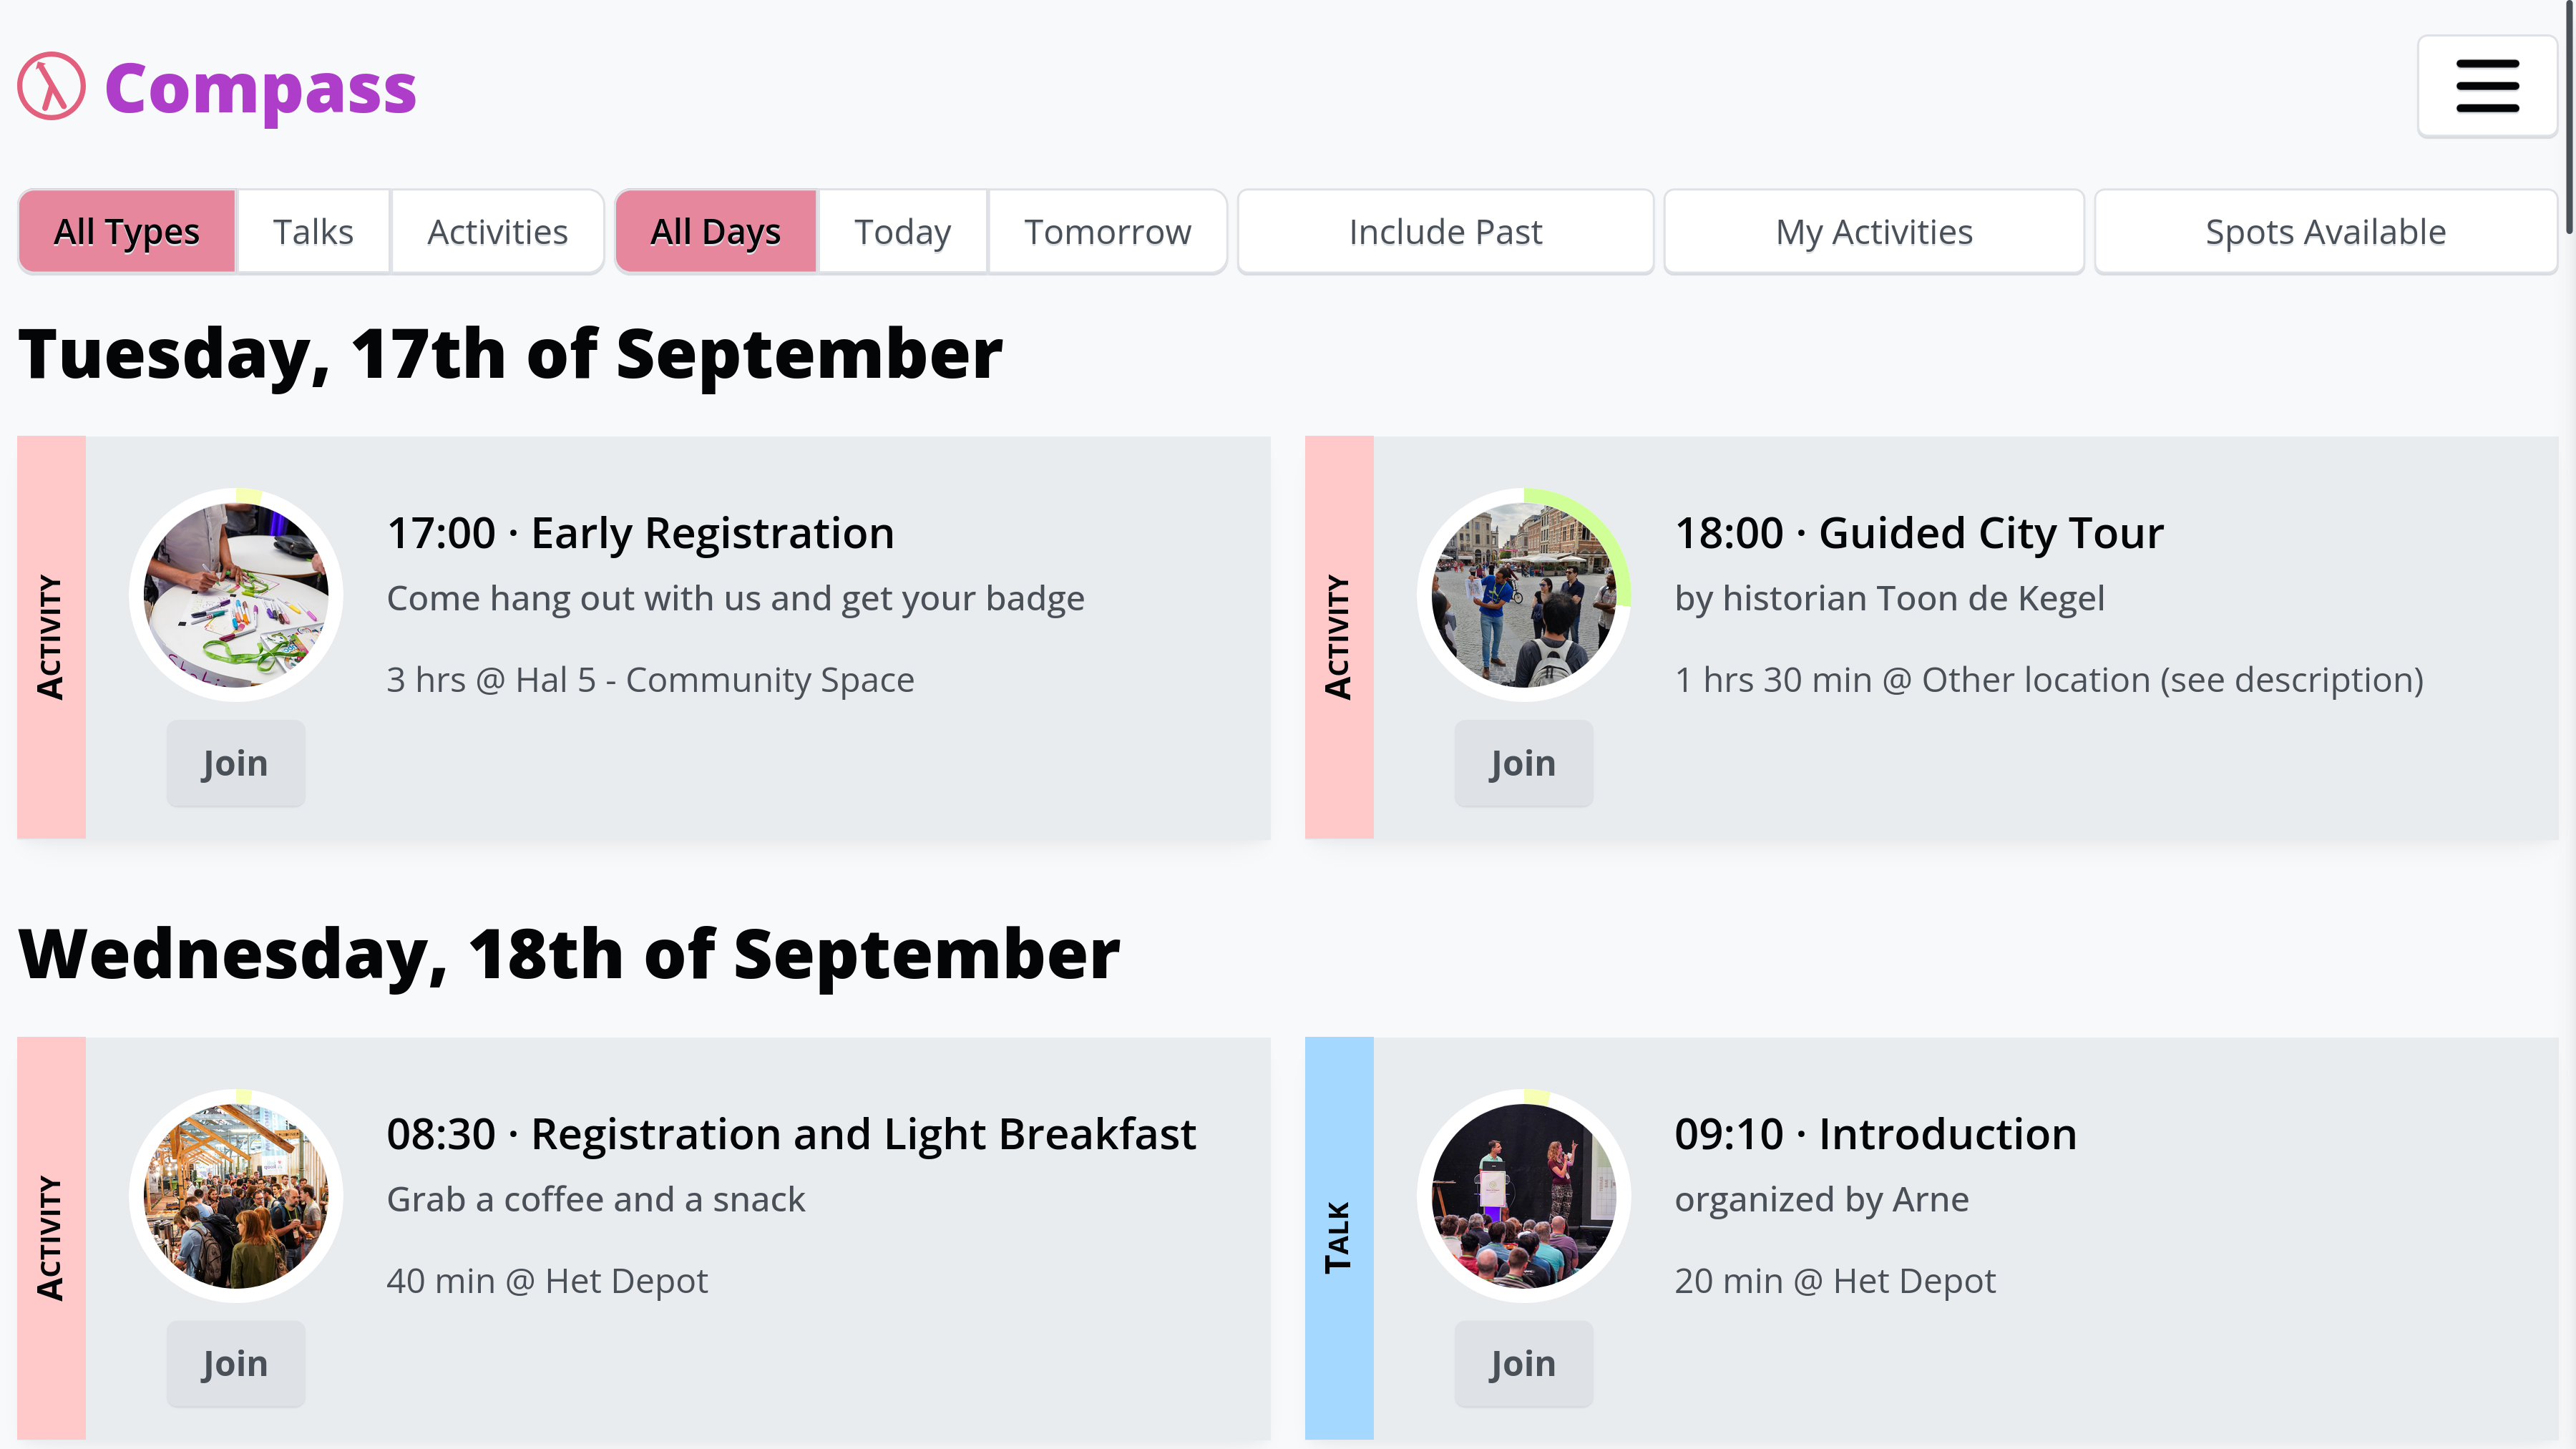 Compass
All Types Talks Activities All Days Today Tomorrow Include Past My Activities Spots Available
Tuesday, 17th of September
ACTIVITY
17:00 · Early Registration
Come hang out with us and get your badge
3 hrs @ Hal 5 - Community Space
Join
ACTIVITY
18:00 · Guided City Tour
by historian Toon de Kegel
1 hrs 30 min @ Other location (see description)
Join
Wednesday, 18th of September
ACTIVITY
08:30 · Registration and Light Breakfast
Grab a coffee and a snack
40 min @ Het Depot
Join
TALK
09:10 · Introduction
organized by Arne
20 min @ Het Depot
Join